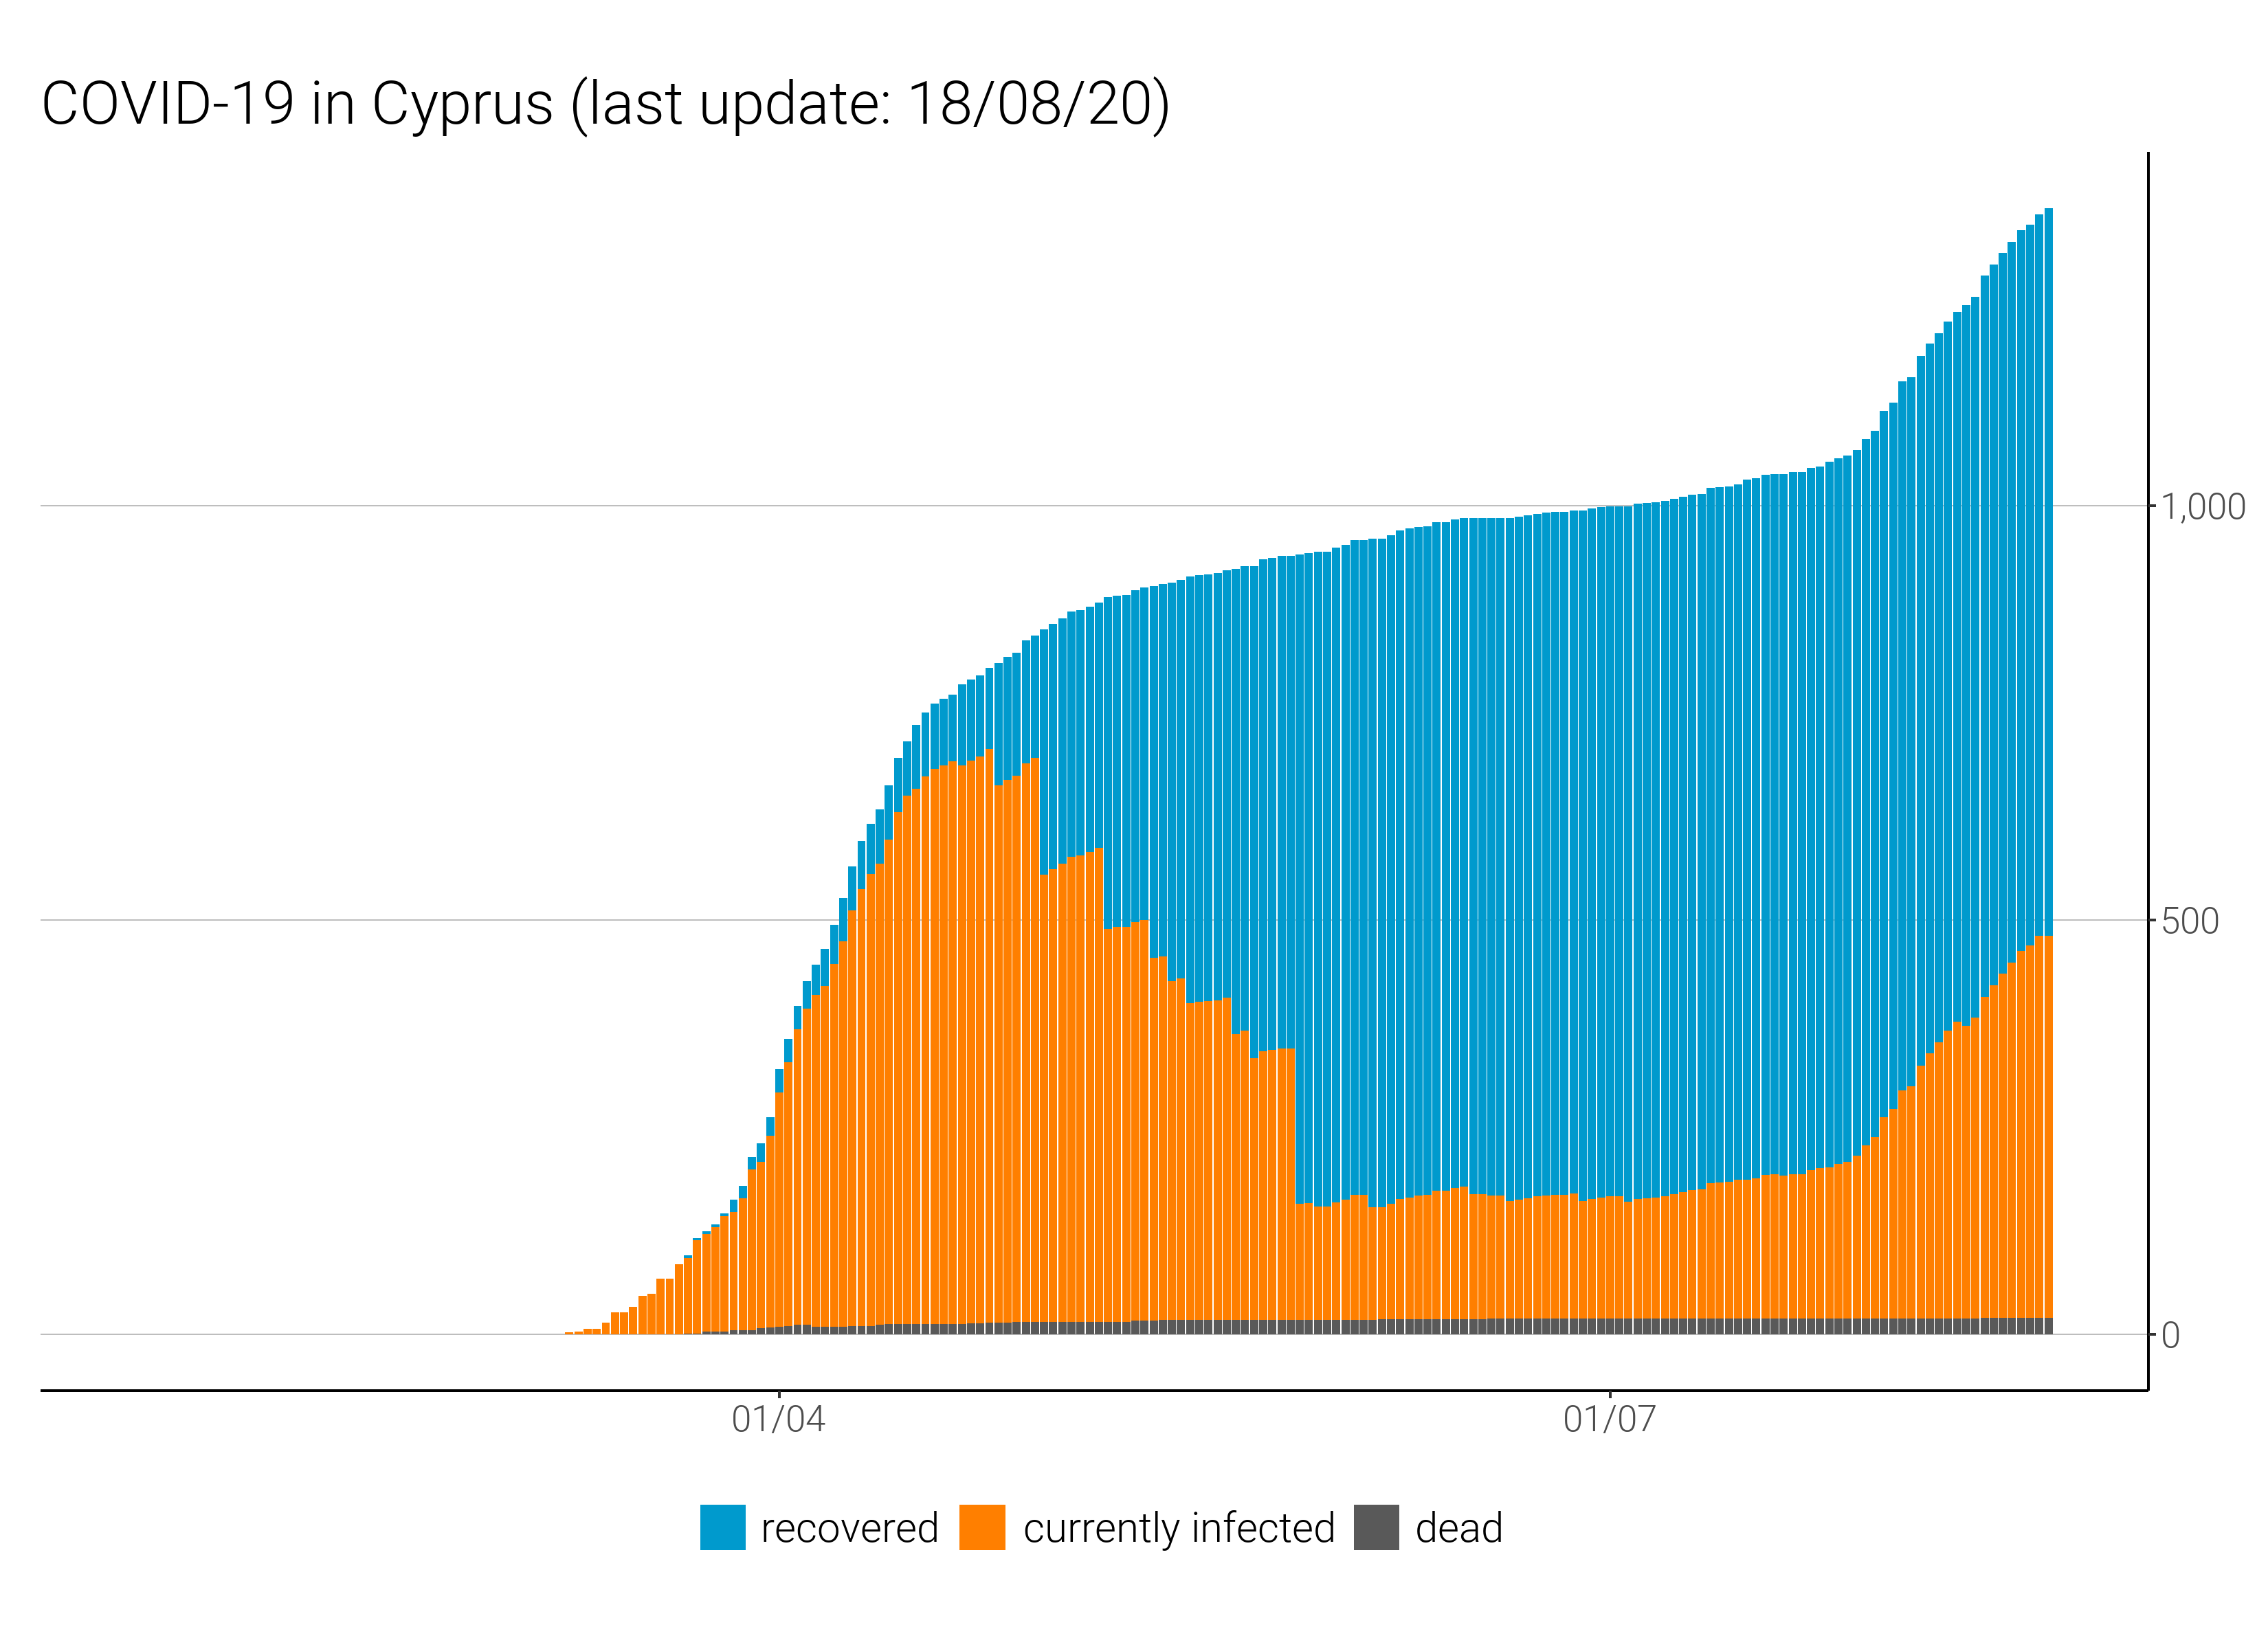 COVID-19 in Cyprus (last update: 18/08/20)
1,000
500
0
01/04 01/07
recovered currently infected dead